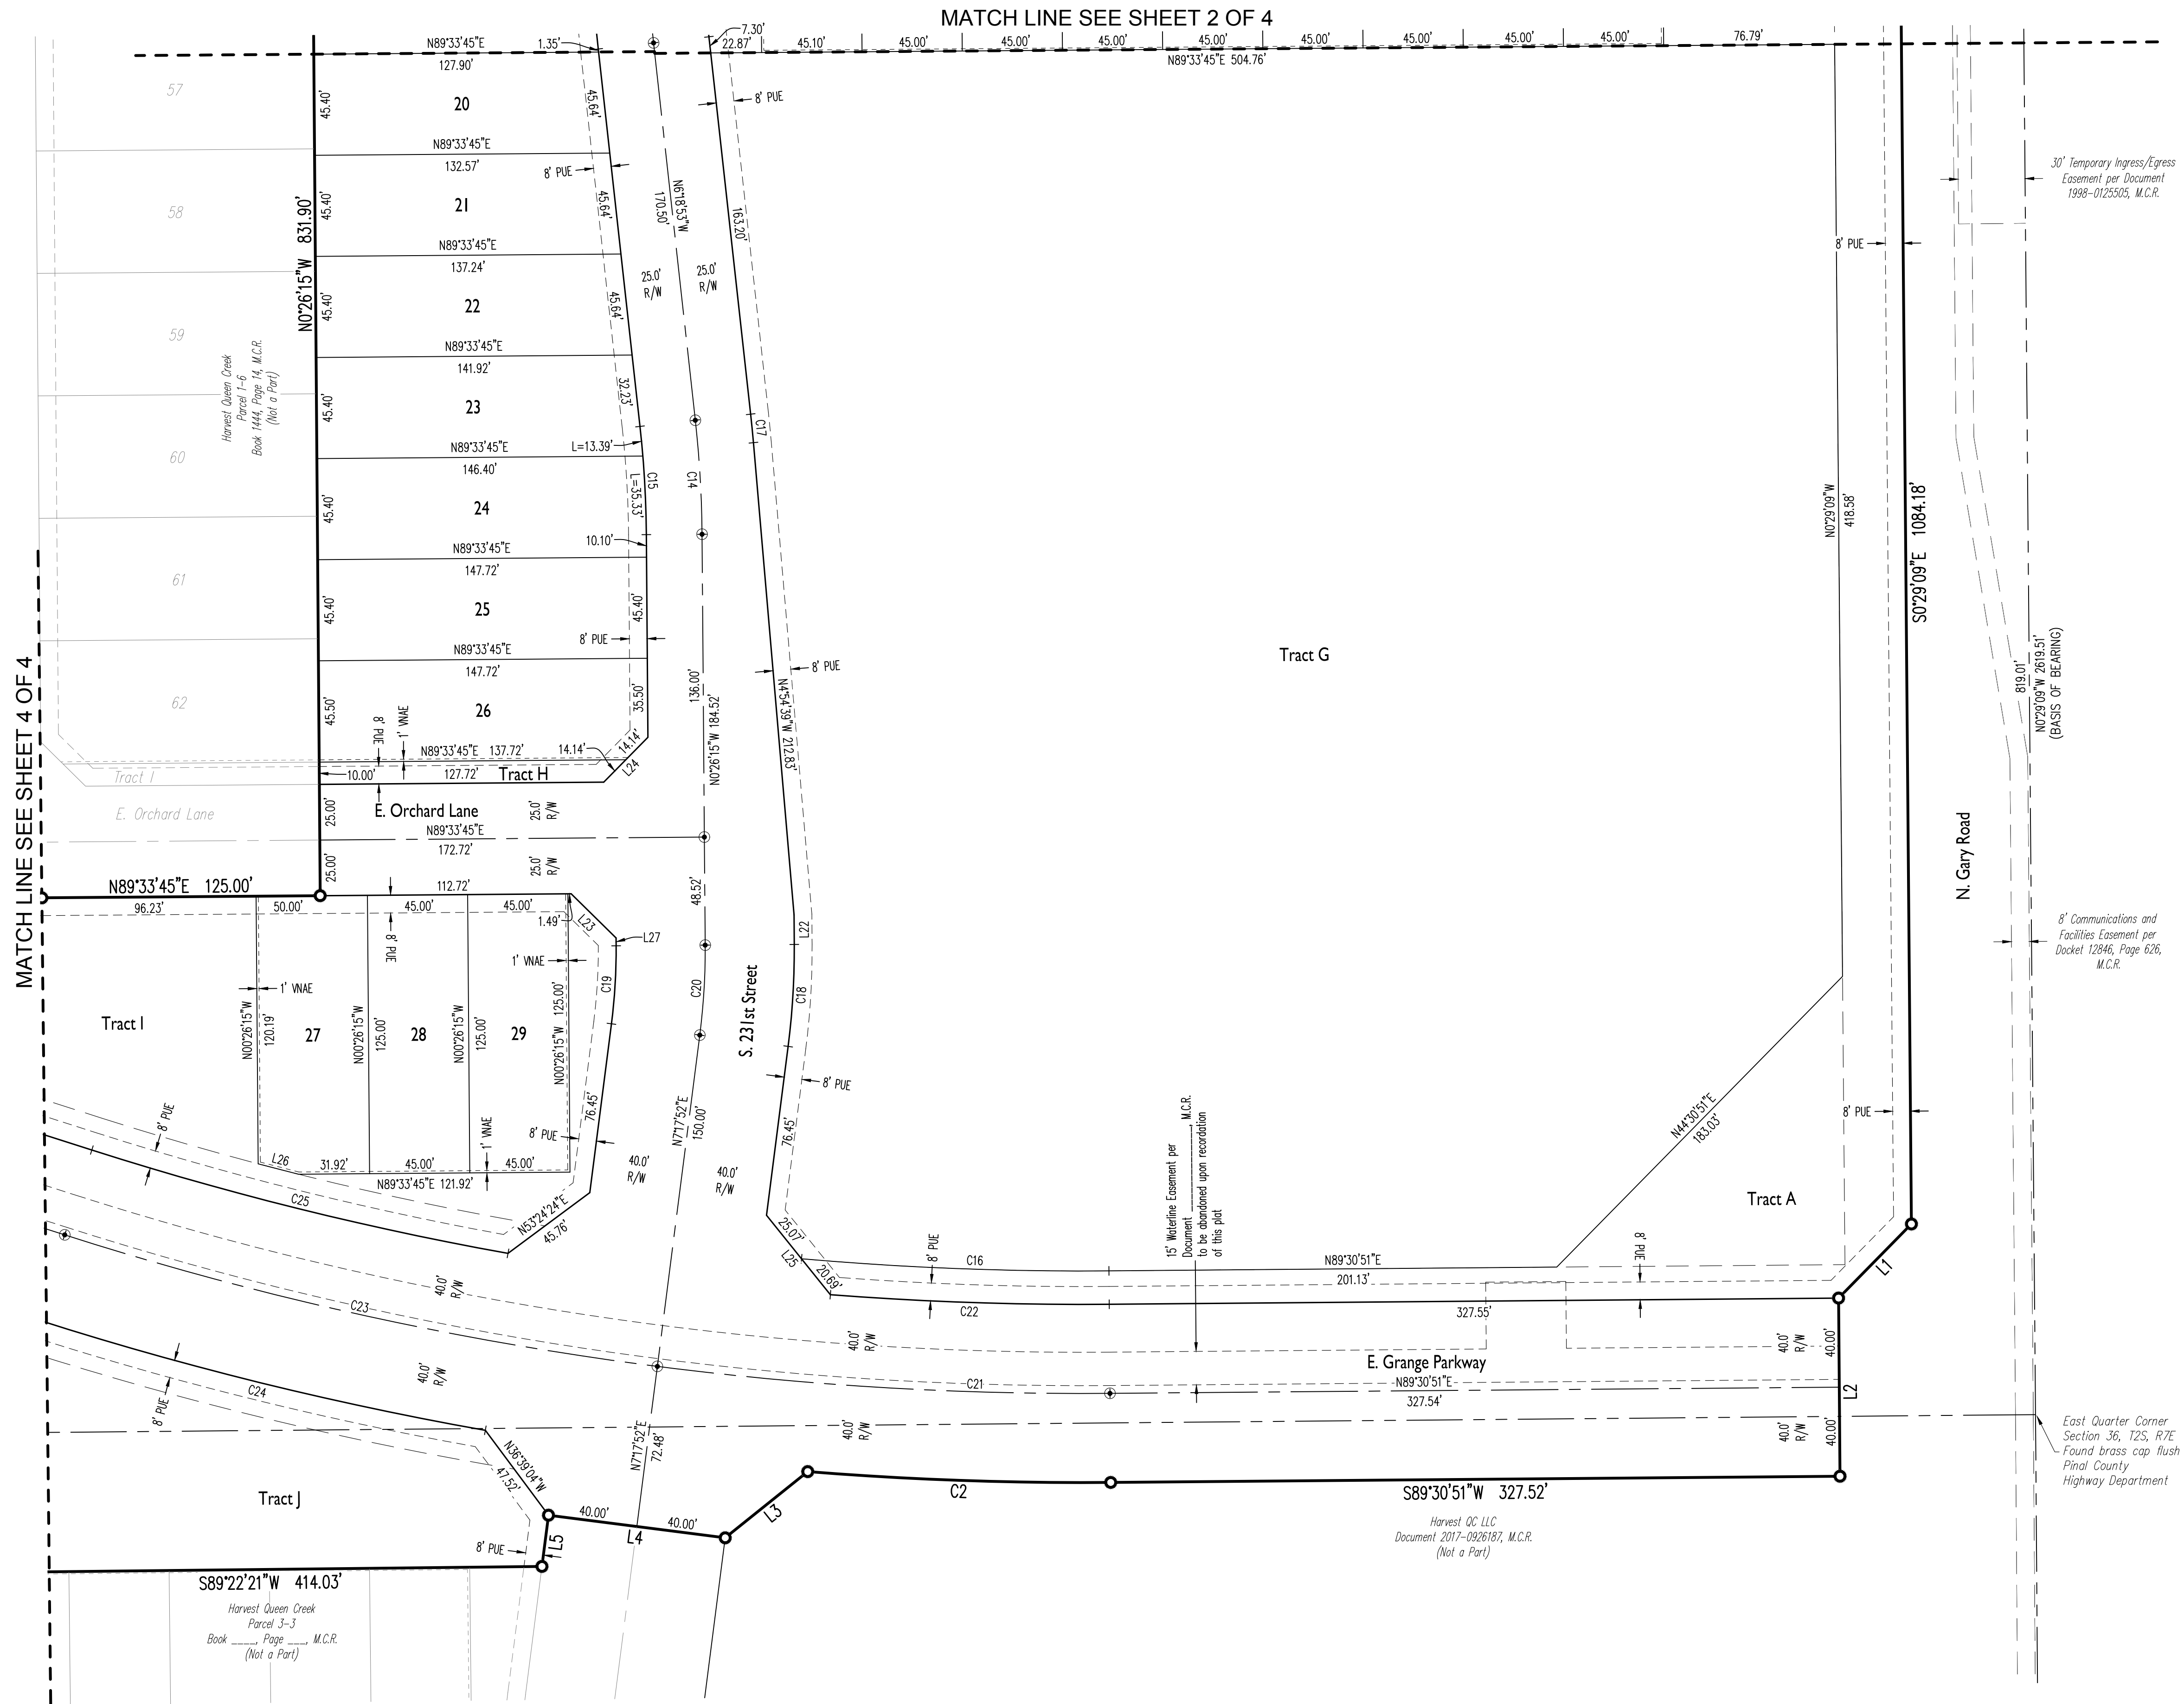 MATCH LINE SEE SHEET 2 OF 4
7.30'
N89°33'45"E
1.35'
22.87'
45.10'
45.00'
45.00'
45.00'
45.00'
45.00'
45.00'
45.00'
45.00'
76.79'
127.90'
N89°33'45"E 504.76'
57
20
45.40'
45.64'
8' PUE
N89°33'45"E
132.57'
8' PUE
58
21
45.40'
45.64'
N6°18'53"W
170.50'
163.20'
30' Temporary Ingress/Egress
Easement per Document
1998-0125505, M.C.R.
N0°26'15"W 831.90'
N89°33'45"E
137.24'
25.0'
R/W
25.0'
R/W
8' PUE
59
22
45.40'
45.64'
N89°33'45"E
141.92'
Harvest Queen Creek
Parcel 1-6
Book 1444, Page 14, M.C.R.
(Not a Part)
23
45.40'
32.23'
C17
60
N89°33'45"E
L=13.39'
146.40'
C15
C14
L=35.33'
24
45.40'
N0°29'09"W
418.58'
S0°29'09"E 1084.18'
10.10'
N89°33'45"E
147.72'
61
25
45.40'
45.40'
8' PUE
N89°33'45"E
147.72'
8' PUE
Tract G
136.00'
N0°26'15"W 184.52'
N4°54'39"W 212.83'
819.01'
N0°29'09"W 2619.51'
(BASIS OF BEARING)
MATCH LINE SEE SHEET 4 OF 4
62
26
45.50'
35.50'
8' PUE
1' VNAE
N89°33'45"E 137.72'
14.14'
14.14'
L24
Tract I
10.00'
127.72'
Tract H
E. Orchard Lane
25.00'
E. Orchard Lane
25.0'
R/W
N89°33'45"E
172.72'
25.00'
25.0'
R/W
N. Gary Road
N89°33'45"E 125.00'
112.72'
48.52'
96.23'
50.00'
45.00'
45.00'
1.49'
L23
L27
L22
8' PUE
1' VNAE
1' VNAE
C19
C20
C18
S. 231st Street
8' Communications and
Facilities Easement per
Docket 12846, Page 626,
M.C.R.
Tract I
N00°26'15"W
120.19'
27
N00°26'15"W
125.00'
28
N00°26'15"W
125.00'
29
N00°26'15"W 125.00'
8' PUE
8' PUE
76.45'
8' PUE
N7°17'52"E
150.00'
76.45'
8' PUE
1' VNAE
L26
31.92'
45.00'
45.00'
N89°33'45"E 121.92'
40.0'
R/W
40.0'
R/W
15' Waterline Easement per
Document ________, M.C.R.
to be abandoned upon recordation
of this plat
N44°30'51"E
183.03'
Tract A
C25
N53°24'24"E
45.76'
25.07'
L25
20.69'
C16
8' PUE
N89°30'51"E
201.13'
8' PUE
L1
C22
327.55'
40.0'
R/W
C23
40.0'
R/W
E. Grange Parkway
40.0'
R/W
40.00'
C21
N89°30'51"E
327.54'
L2
40.0'
R/W
C24
8' PUE
40.0'
R/W
40.0'
R/W
40.00'
East Quarter Corner
Section 36, T2S, R7E
Found brass cap flush
Pinal County
Highway Department
N36°39'04"W
47.52'
N7°17'52"E
72.48'
Tract J
C2
S89°30'51"W 327.52'
L3
40.00'
L4
40.00'
8' PUE
L5
Harvest QC LLC
Document 2017-0926187, M.C.R.
(Not a Part)
S89°22'21"W 414.03'
Harvest Queen Creek
Parcel 3-3
Book ____, Page ___, M.C.R.
(Not a Part)